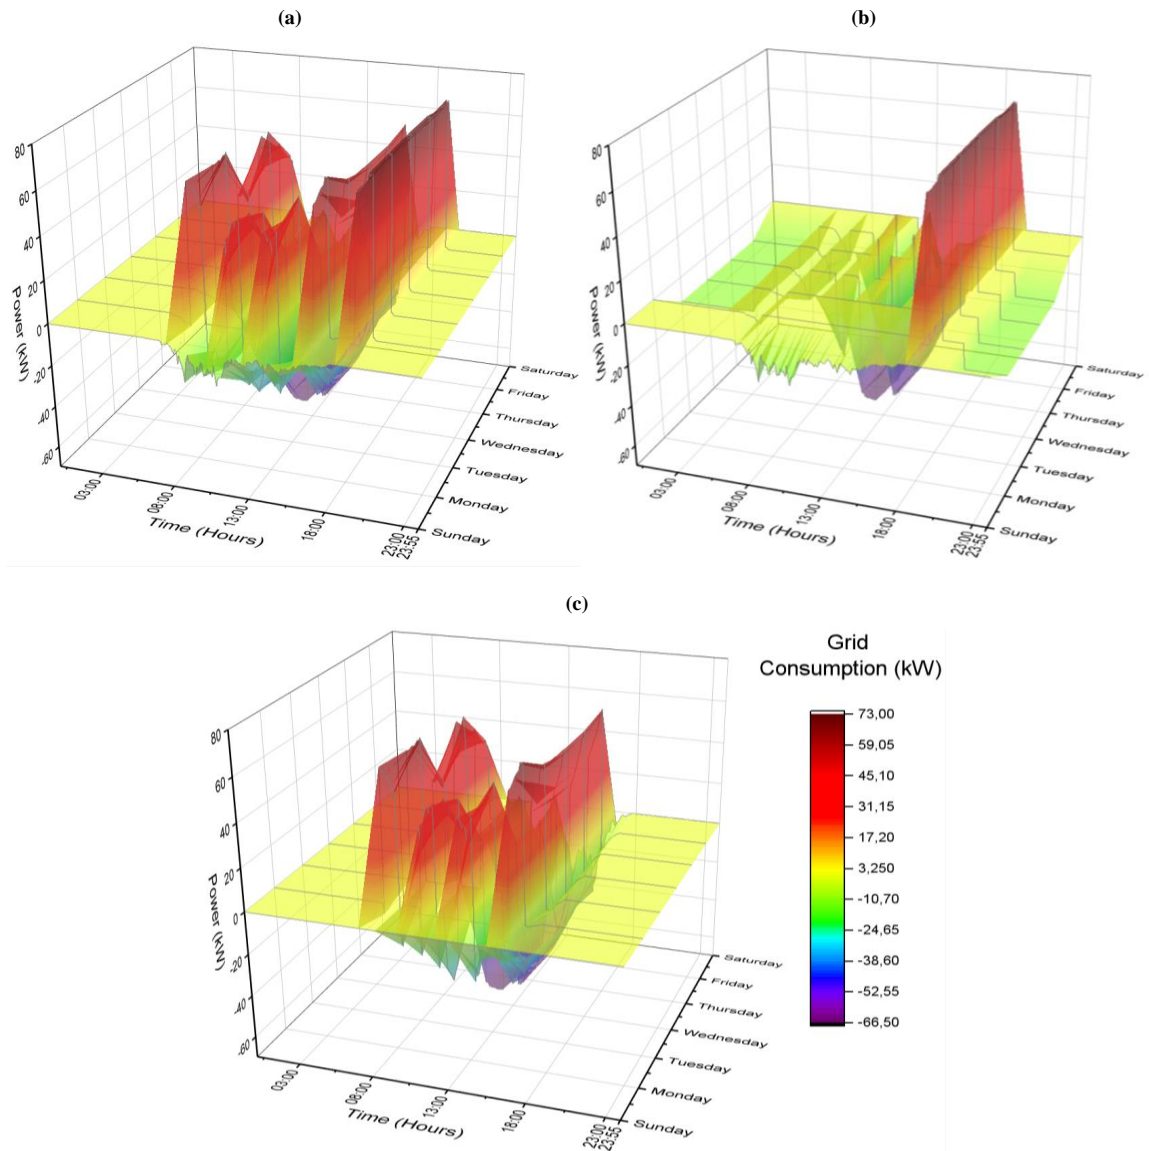 (a)
(b)
80
60
40
20
0
-20
-40
-60
Power (kW)
03:00
08:00
13:00
18:00
23:00
23:55
Time (Hours)
Saturday
Friday
Thursday
Wednesday
Tuesday
Monday
Sunday
80
60
40
20
0
-20
-40
-60
Power (kW)
03:00
08:00
13:00
18:00
23:00
23:55
Time (Hours)
Saturday
Friday
Thursday
Wednesday
Tuesday
Monday
Sunday
(c)
80
60
40
20
0
-20
-40
-60
Power (kW)
03:00
08:00
13:00
18:00
23:00
23:55
Time (Hours)
Saturday
Friday
Thursday
Wednesday
Tuesday
Monday
Sunday
Grid
Consumption (kW)
73,00
59,05
45,10
31,15
17,20
3,250
-10,70
-24,65
-38,60
-52,55
-66,50